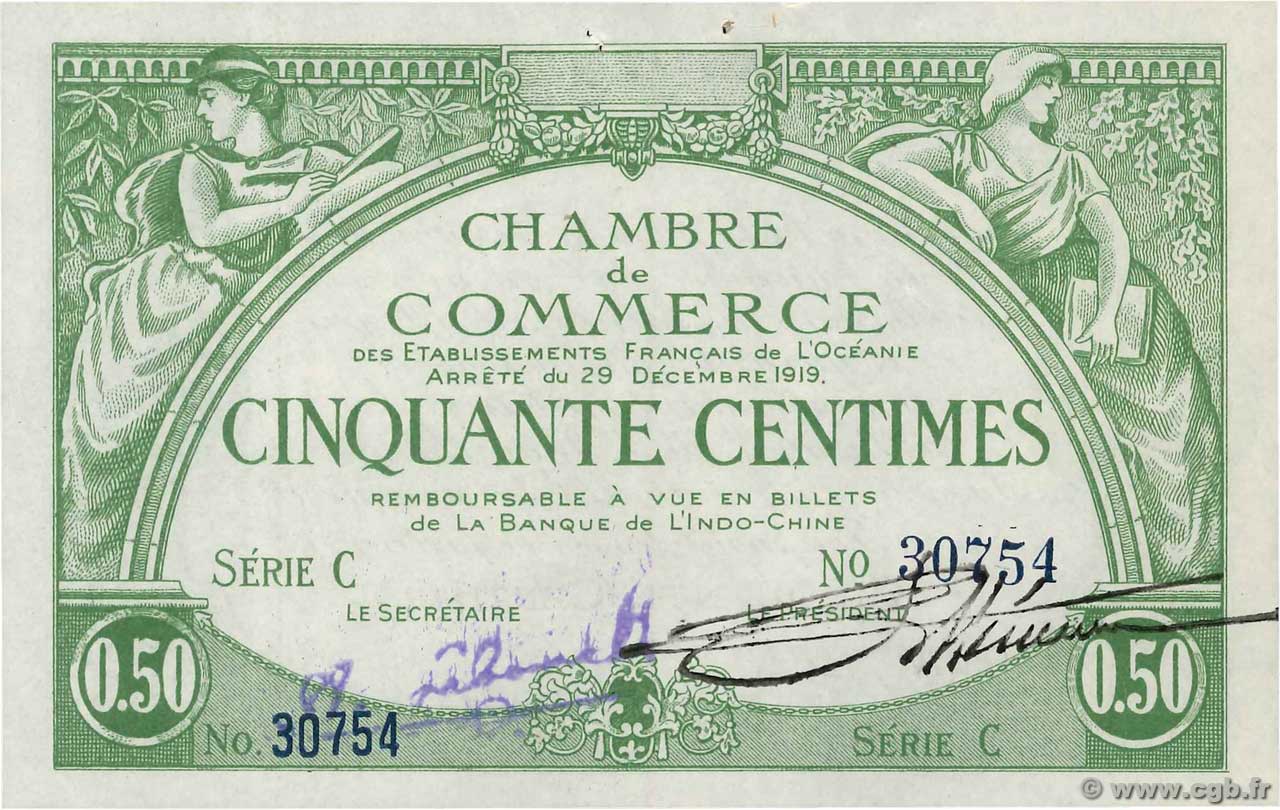 CHAMBRE
de
COMMERCE
DES ETABLISSEMENTS FRANÇAIS de L'OCÉANIE
ARRÊTÉ du 29 DÉCEMBRE 1919.
CINQUANTE CENTIMES
REMBOURSABLE À VUE EN BILLETS
de LA BANQUE de L'INDO-CHINE
SÉRIE C No 30754
LE SECRÉTAIRE LE PRÉSIDENT
0.50 0.50
No. 30754 SÉRIE C
© www.cgb.fr